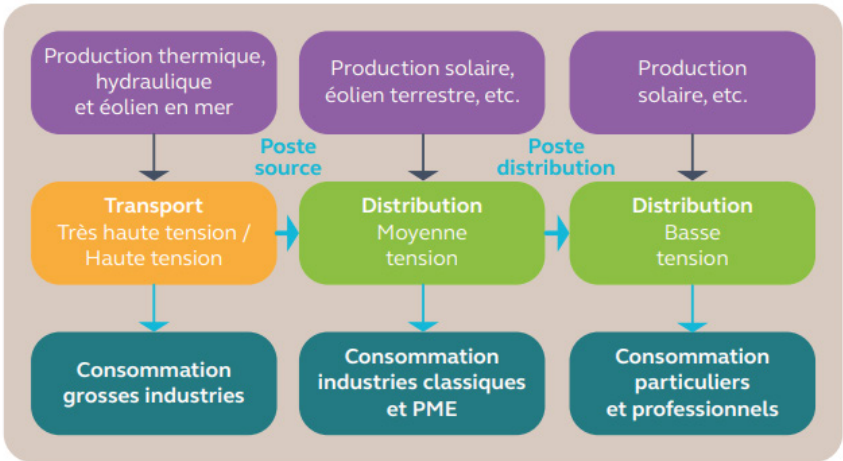 Production thermique,
hydraulique
et éolien en mer
Production solaire,
éolien terrestre, etc.
Production
solaire, etc.
Poste
source
Poste
distribution
Transport
Très haute tension /
Haute tension
Distribution
Moyenne
tension
Distribution
Basse
tension
Consommation
grosses industries
Consommation
industries classiques
et PME
Consommation
particuliers
et professionnels